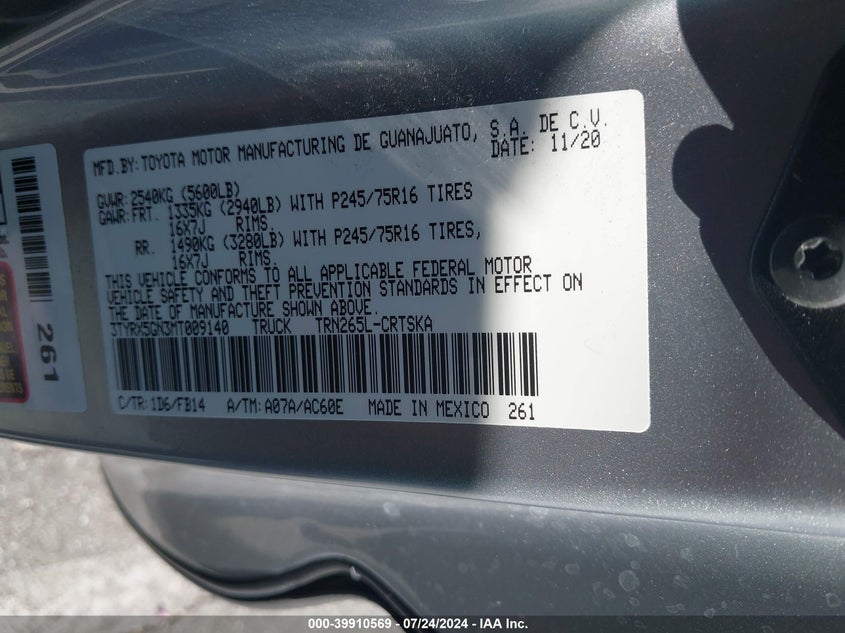 MFD.BY:TOYOTA MOTOR MANUFACTURING DE GUANAJUATO, S.A. DE C.V.
DATE: 11/20
GVWR:2540KG (5600LB)
GAWR:FRT. 1335KG (2940LB) WITH P245/75R16 TIRES
16X7J RIMS.
RR. 1490KG (3280LB) WITH P245/75R16 TIRES,
16X7J RIMS.
THIS VEHICLE CONFORMS TO ALL APPLICABLE FEDERAL MOTOR
VEHICLE SAFETY AND THEFT PREVENTION STANDARDS IN EFFECT ON
THE DATE OF MANUFACTURE SHOWN ABOVE.
3TYRX5GN3MT009140 TRUCK TRN265L-CRTSKA
C/TR:1D6/FB14 A/TM:A07A/AC60E MADE IN MEXICO 261
261
000-39910569 - 07/24/2024 - IAA, Inc.